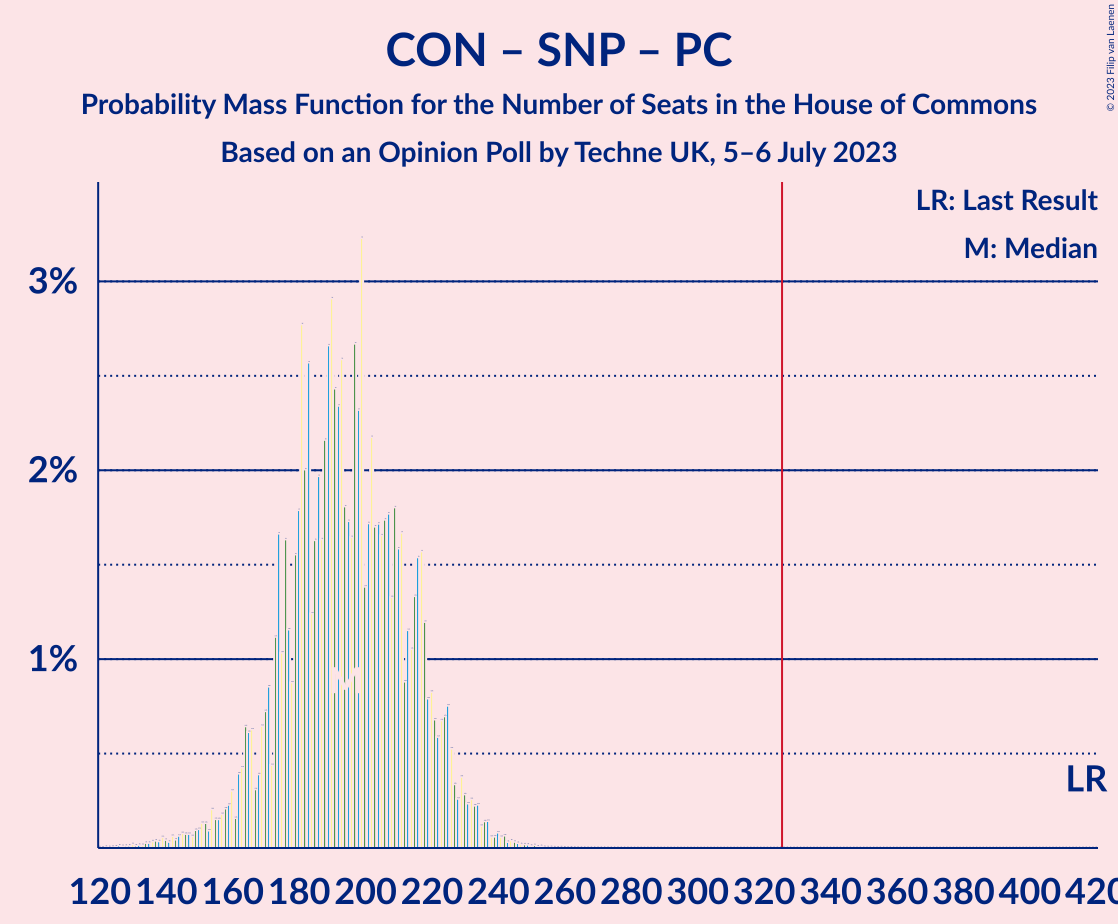 CON – SNP – PC
Probability Mass Function for the Number of Seats in the House of Commons
Based on an Opinion Poll by Techne UK, 5–6 July 2023
© 2023 Filip van Laenen
LR: Last Result
M: Median
3%
2%
1%
LR
120 140 160 180 200 220 240 260 280 300 320 340 360 380 400 420